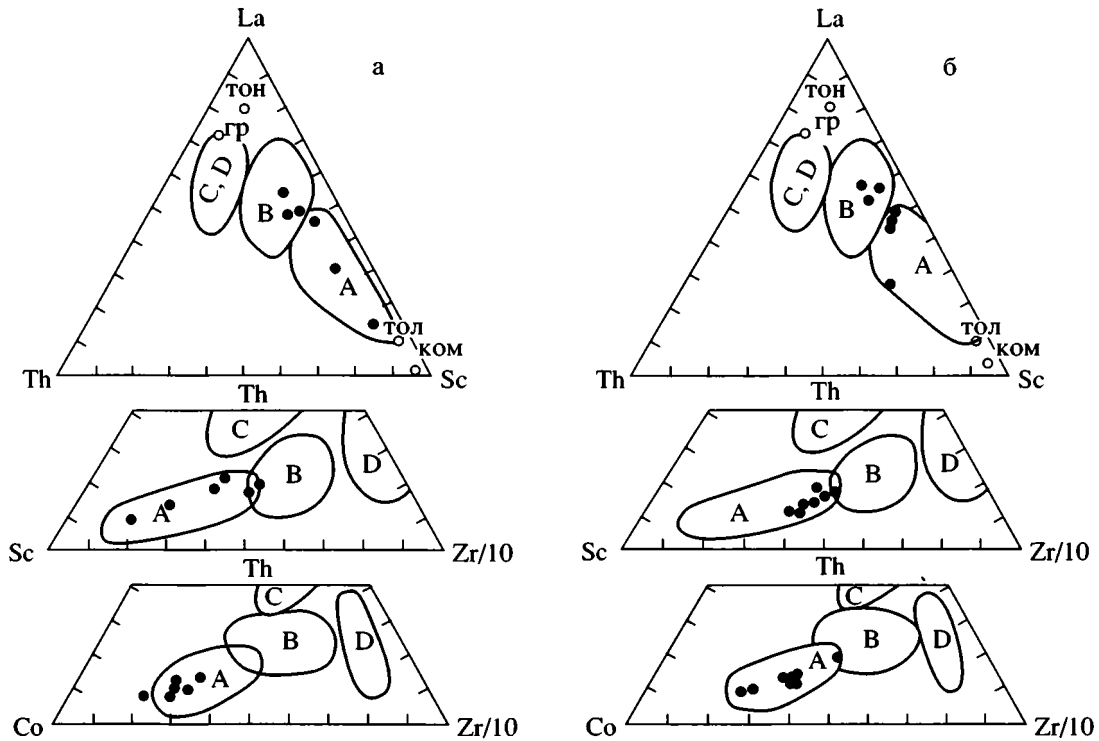 La
La
а
б
тон
тон
гр
гр
C, D
C, D
B
B
A
A
тол
тол
ком
ком
Th
Sc
Th
Sc
Th
Th
C
C
B
B
D
D
A
A
Sc
Zr/10
Sc
Zr/10
Th
Th
C
C
B
B
D
D
A
A
Co
Zr/10
Co
Zr/10